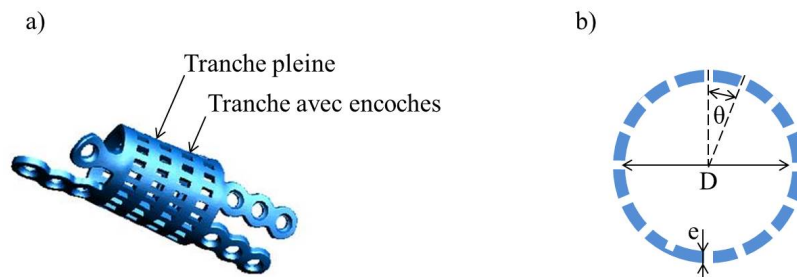 a)
Tranche pleine
Tranche avec encoches
b)
θ
D
e